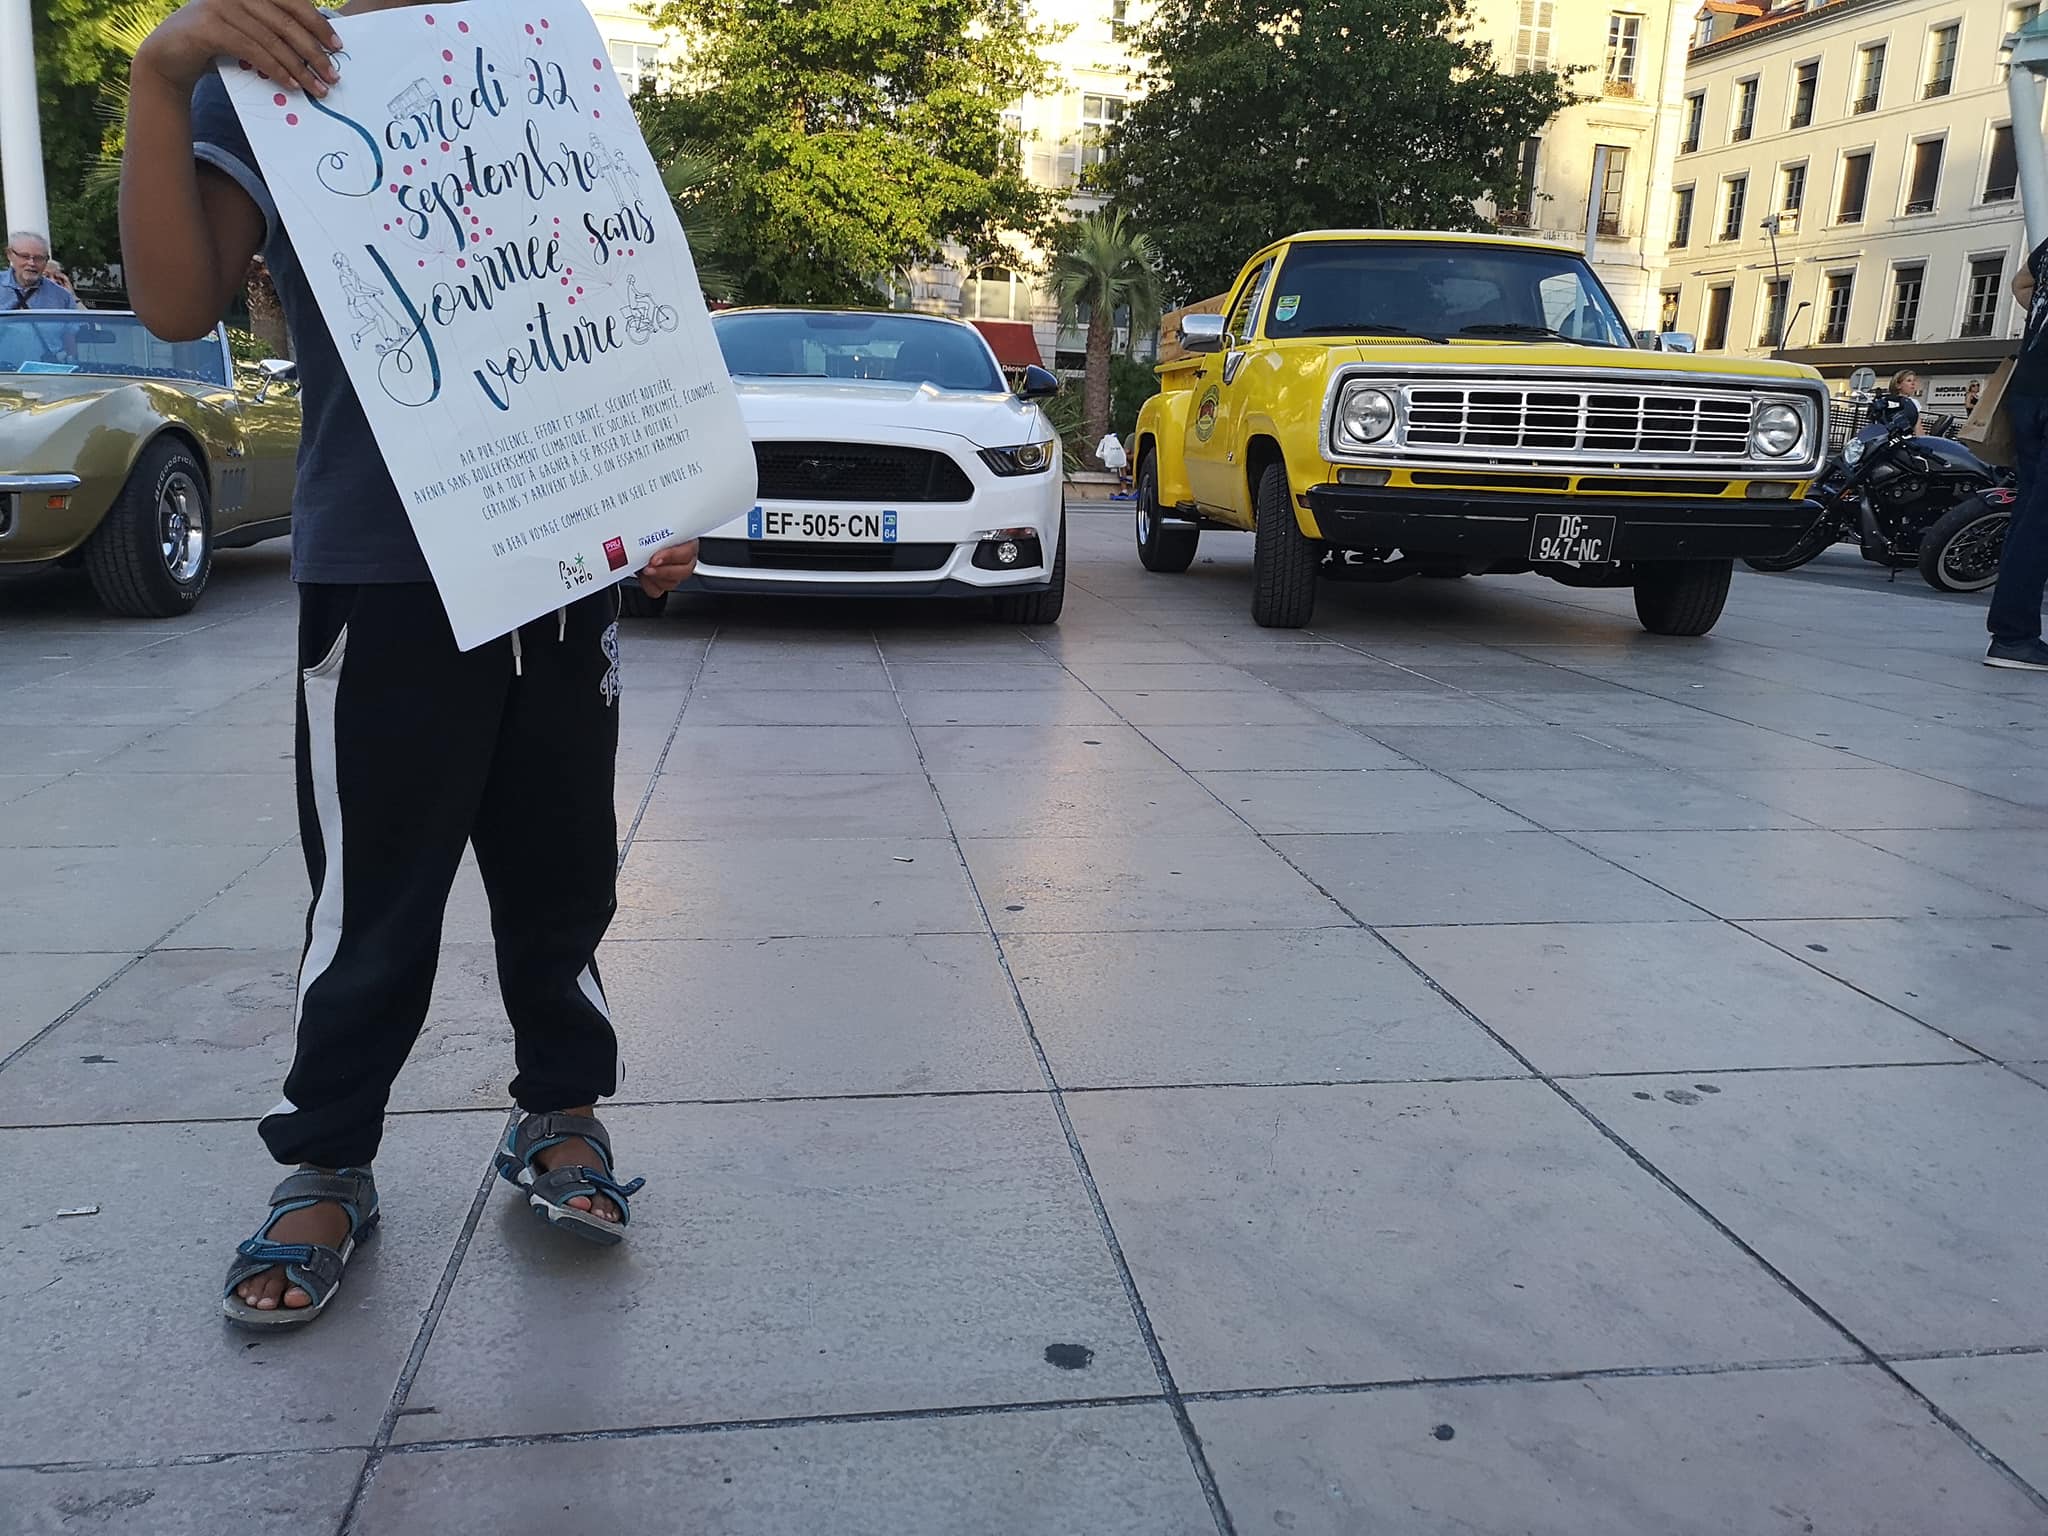 Samedi 22
septembre
Journée sans
voiture
AIR PUR, SILENCE, EFFORT ET SANTÉ, SÉCURITÉ ROUTIÈRE,
AVENIR SANS BOULEVERSEMENT CLIMATIQUE, VIE SOCIALE, PROXIMITÉ, ÉCONOMIE,
ON A TOUT À GAGNER À SE PASSER DE LA VOITURE !
CERTAINS Y ARRIVENT DÉJÀ, SI ON ESSAYAIT VRAIMENT?
UN BEAU VOYAGE COMMENCE PAR UN SEUL ET UNIQUE PAS.
Pau
à vélo
PAU
MÉLIÈS
F EF-505-CN 64
DG-
947-NC